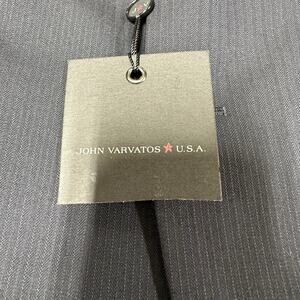 JOHN VARVATOS ★ U.S.A.